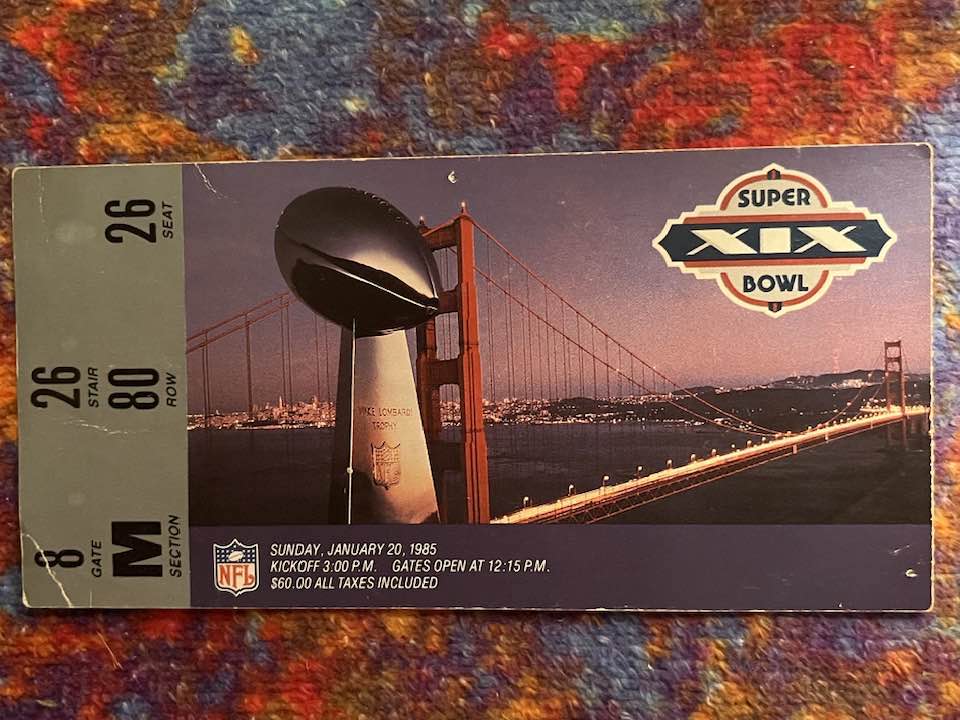 8 GATE 26 STAIR 26 SEAT
M SECTION 80 ROW
SUPER
XIX
BOWL
VINCE LOMBARDI
TROPHY
NFL
NFL
SUNDAY, JANUARY 20, 1985
KICKOFF 3:00 P.M. GATES OPEN AT 12:15 P.M.
$60.00 ALL TAXES INCLUDED